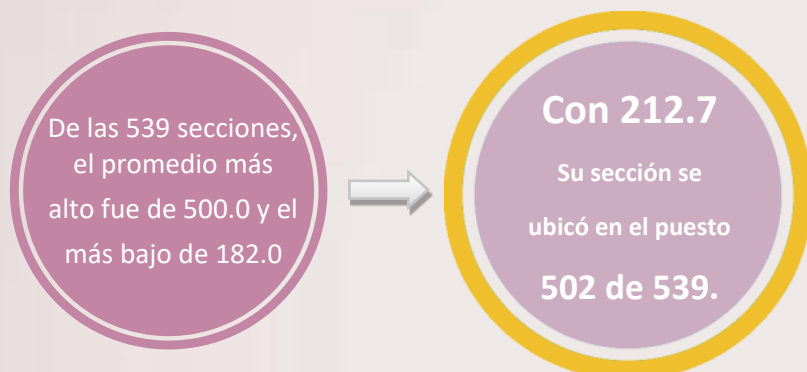 De las 539 secciones,
el promedio más
alto fue de 500.0 y el
más bajo de 182.0
Con 212.7
Su sección se
ubicó en el puesto
502 de 539.